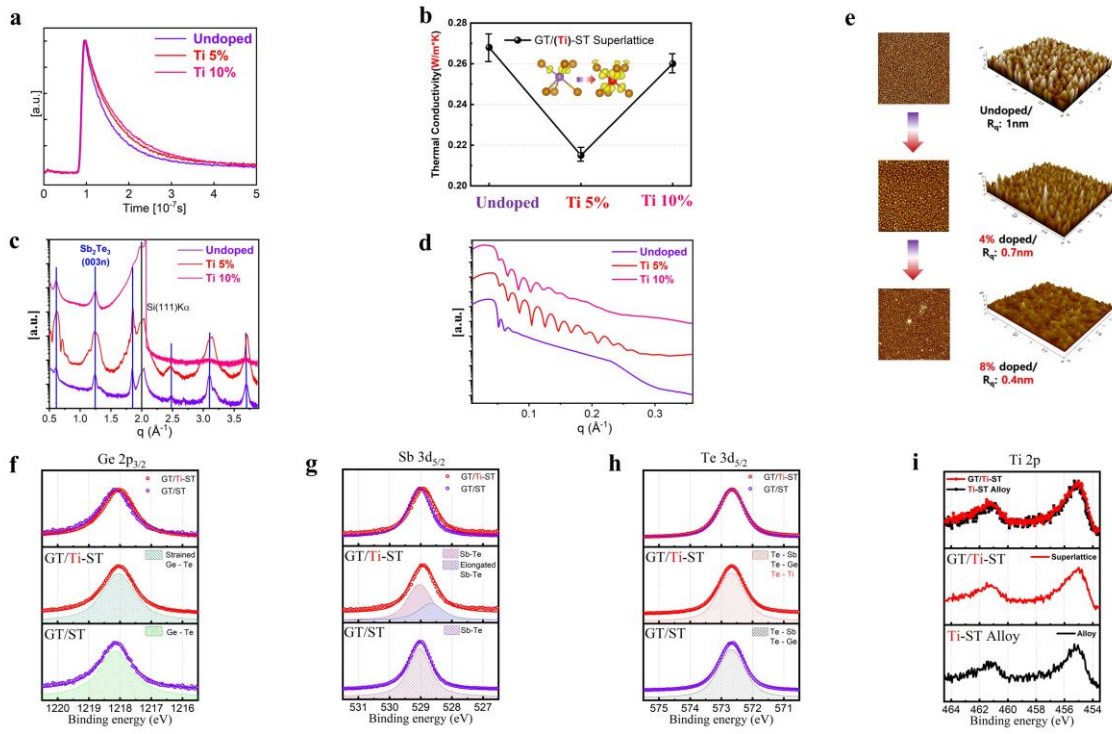 a
Undoped
Ti 5%
Ti 10%
[a.u.]
0 1 2 3 4 5
Time [10⁻⁷s]
b
GT/(Ti)-ST Superlattice
Thermal Conductivity(W/m*K)
0.28
0.26
0.24
0.22
0.20
Undoped Ti 5% Ti 10%
c
Sb₂Te₃
(003n)
Undoped
Ti 5%
Ti 10%
Si(111)Kα
0.5 1.0 1.5 2.0 2.5 3.0 3.5
q (Å⁻¹)
d
Undoped
Ti 5%
Ti 10%
[a.u.]
0.1 0.2 0.3
q (Å⁻¹)
e
Undoped/
Rq: 1nm
4% doped/
Rq: 0.7nm
8% doped/
Rq: 0.4nm
f
Ge 2p₃/₂
GT/Ti-ST
GT/ST
GT/Ti-ST
Strained
Ge - Te
GT/ST
Ge - Te
1220 1219 1218 1217 1216
Binding energy (eV)
g
Sb 3d₅/₂
GT/Ti-ST
GT/ST
GT/Ti-ST
Sb-Te
Elongated
Sb-Te
GT/ST
Sb-Te
531 530 529 528 527
Binding energy (eV)
h
Te 3d₅/₂
GT/Ti-ST
GT/ST
GT/Ti-ST
Te - Sb
Te - Ge
Te - Ti
GT/ST
Te - Sb
Te - Ge
575 574 573 572 571
Binding energy (eV)
i
Ti 2p
GT/Ti-ST
Ti-ST Alloy
GT/Ti-ST
Superlattice
Ti-ST Alloy
Alloy
464 462 460 458 456 454
Binding energy (eV)